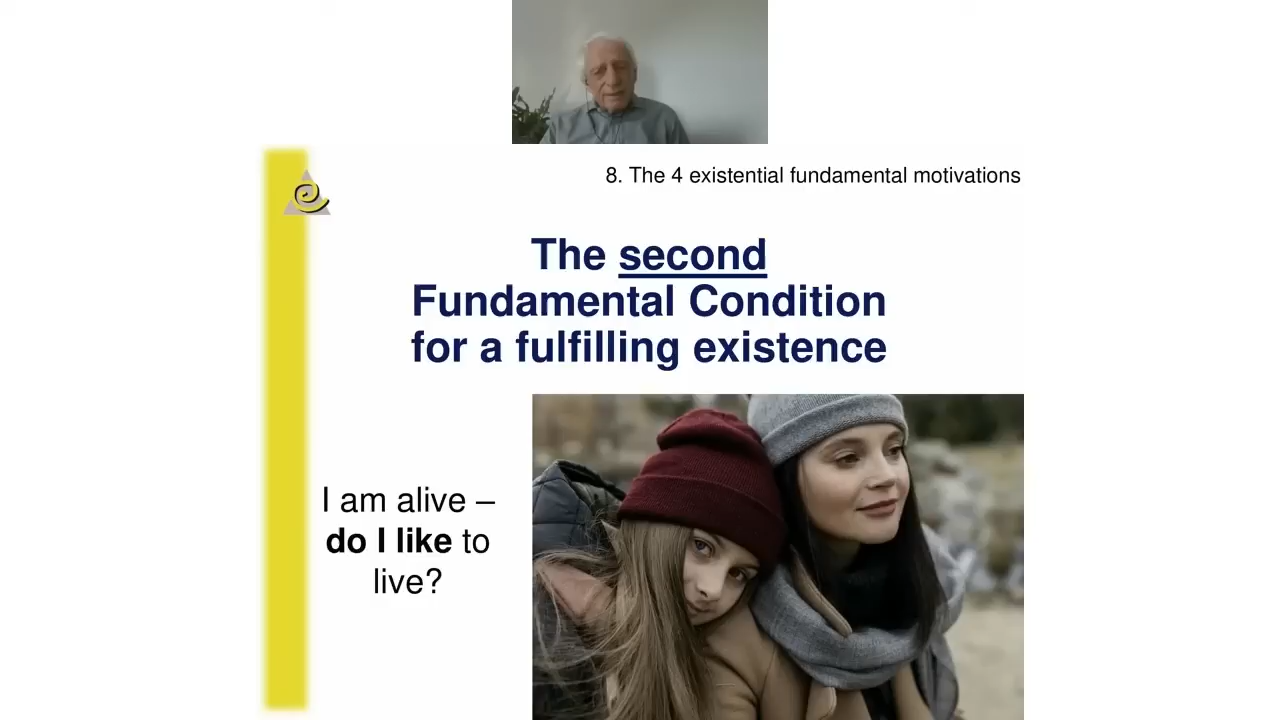 8. The 4 existential fundamental motivations
The second
Fundamental Condition
for a fulfilling existence
I am alive –
do I like to
live?